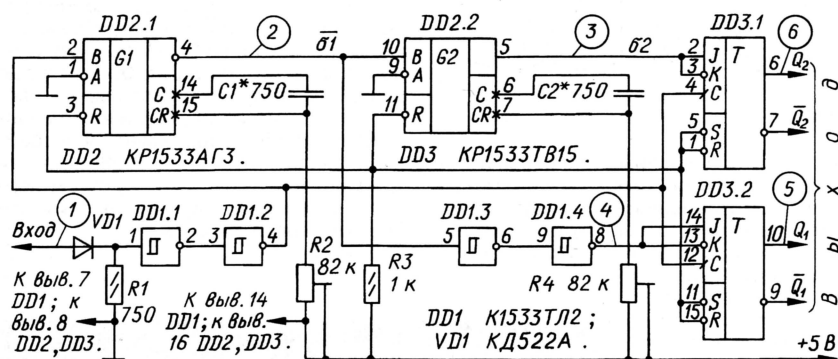 DD2.1
DD2.2
DD3.1
2 B G1 4
1 A
14 C
15 CR
3 R
C1*750
2
б1
10 B G2 5
9 A
6 C
7 CR
11 R
C2*750
3
б2
2 J T
3 K
4 C
5 S
1 R
6
6 Q2
7 Q̄2
DD2 КР1533АГ3.
DD3 КР1533ТВ15.
DD3.2
14 J T
13 K
12 C
11 S
15 R
5
10 Q1
9 Q̄1
Выход
Вход
1
VD1
DD1.1
1 2
DD1.2
3 4
R2
82 к
R3
1 к
DD1.3
5 6
DD1.4
9 8
4
R4 82 к
R1
750
К выв. 7
DD1; к
выв. 8
DD2, DD3.
К выв. 14
DD1; к выв.
16 DD2, DD3.
DD1 К1533ТЛ2;
VD1 КД522А.
+5 В